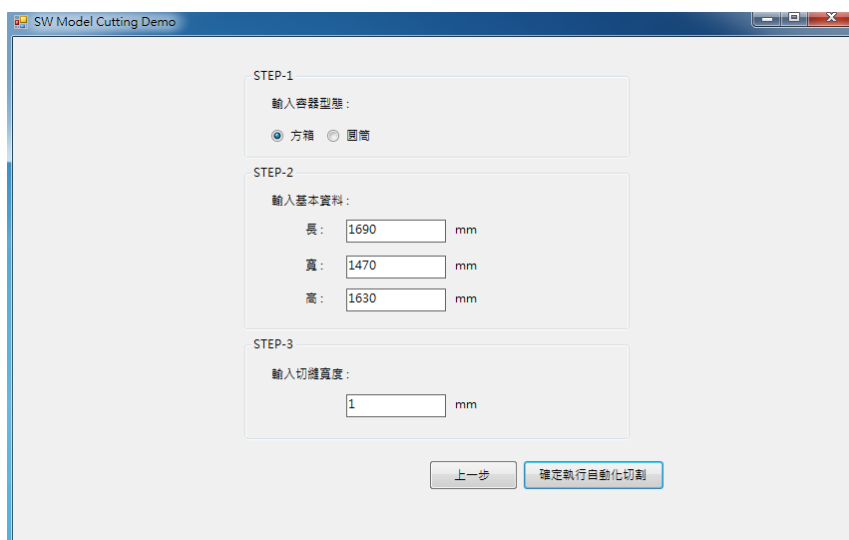 SW Model Cutting Demo
STEP-1
輸入容器型態：
方箱 圓筒
STEP-2
輸入基本資料：
長： 1690 mm
寬： 1470 mm
高： 1630 mm
STEP-3
輸入切縫寬度：
1 mm
上一步 確定執行自動化切割